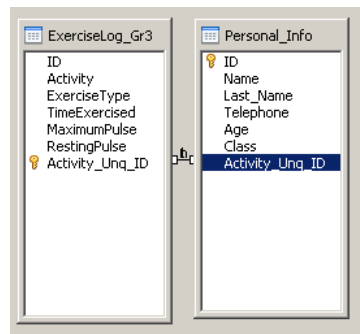 ExerciseLog_Gr3
ID
Activity
ExerciseType
TimeExercised
MaximumPulse
RestingPulse
Activity_Unq_ID
Personal_Info
ID
Name
Last_Name
Telephone
Age
Class
Activity_Unq_ID